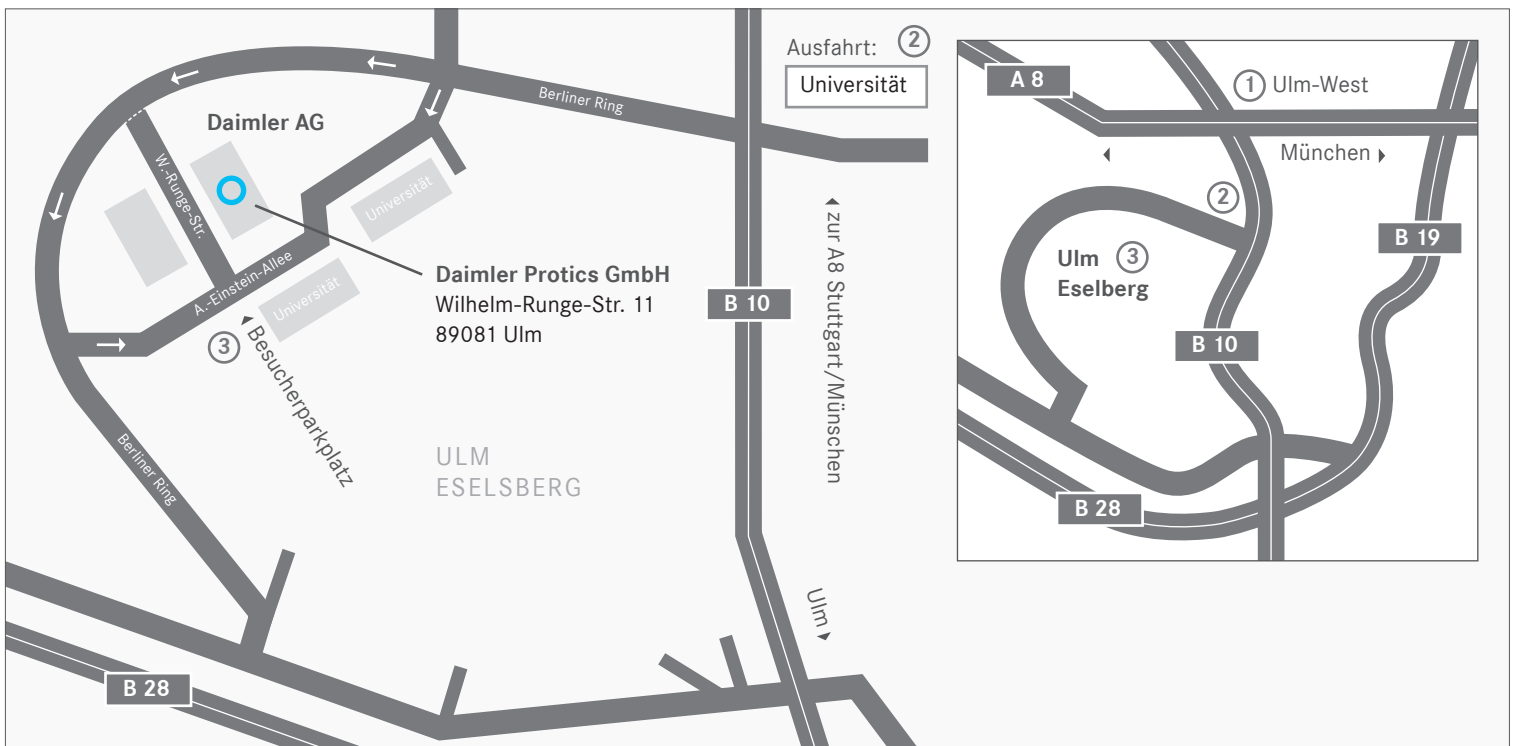 Ausfahrt: 2
Universität
Berliner Ring
Daimler AG
W.-Runge-Str.
Universität
A.-Einstein-Allee
Universität
Daimler Protics GmbH
Wilhelm-Runge-Str. 11
89081 Ulm
B 10
zur A8 Stuttgart/Münschen
3
Besucherparkplatz
Berliner Ring
ULM
ESELSBERG
Ulm
B 28
A 8
1 Ulm-West
München
2
B 19
Ulm 3
Eselberg
B 10
B 28